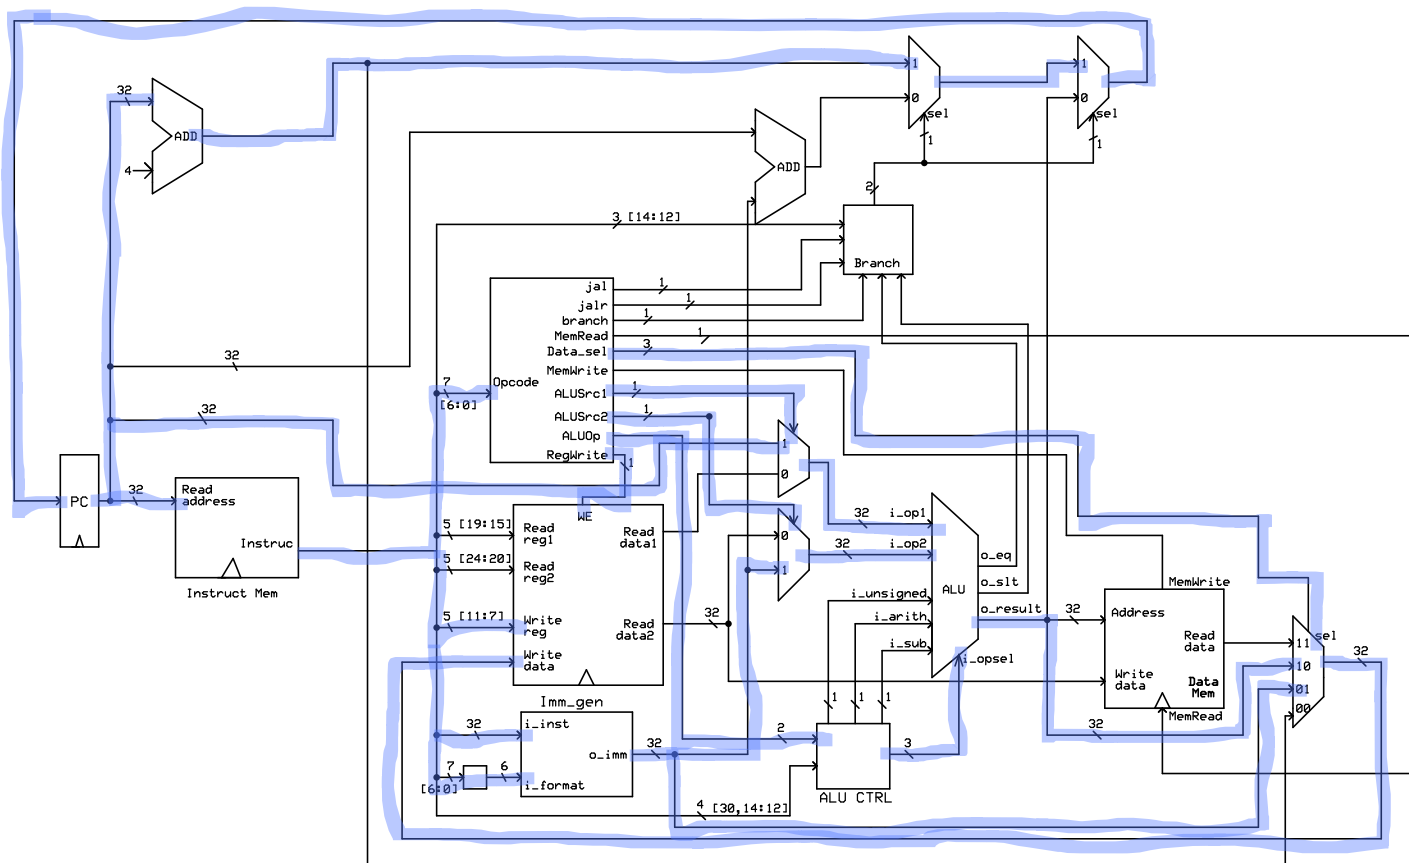 32
ADD
4
1
0
sel
1
1
0
sel
1
ADD
2
3 [14:12]
Branch
jal
1
jalr
1
branch
1
MemRead
1
Data_sel
3
MemWrite
Opcode
7
[6:0]
ALUSrc1
1
ALUSrc2
1
ALUOp
RegWrite
1
32
32
PC
32
Read
address
Instruc
Instruct Mem
1
0
WE
5 [19:15]
Read
reg1
5 [24:20]
Read
reg2
5 [11:7]
Write
reg
Write
data
Read
data1
Read
data2
32
0
1
32
i_op1
32
i_op2
o_eq
o_slt
ALU
o_result
i_unsigned
i_arith
i_sub
i_opsel
32
MemWrite
Address
Read
data
Write
data
Data
Mem
MemRead
sel
11
10
01
00
32
Imm_gen
32
i_inst
o_imm
32
7
[6:0]
6
i_format
2
1
1
1
3
ALU CTRL
4 [30,14:12]
32